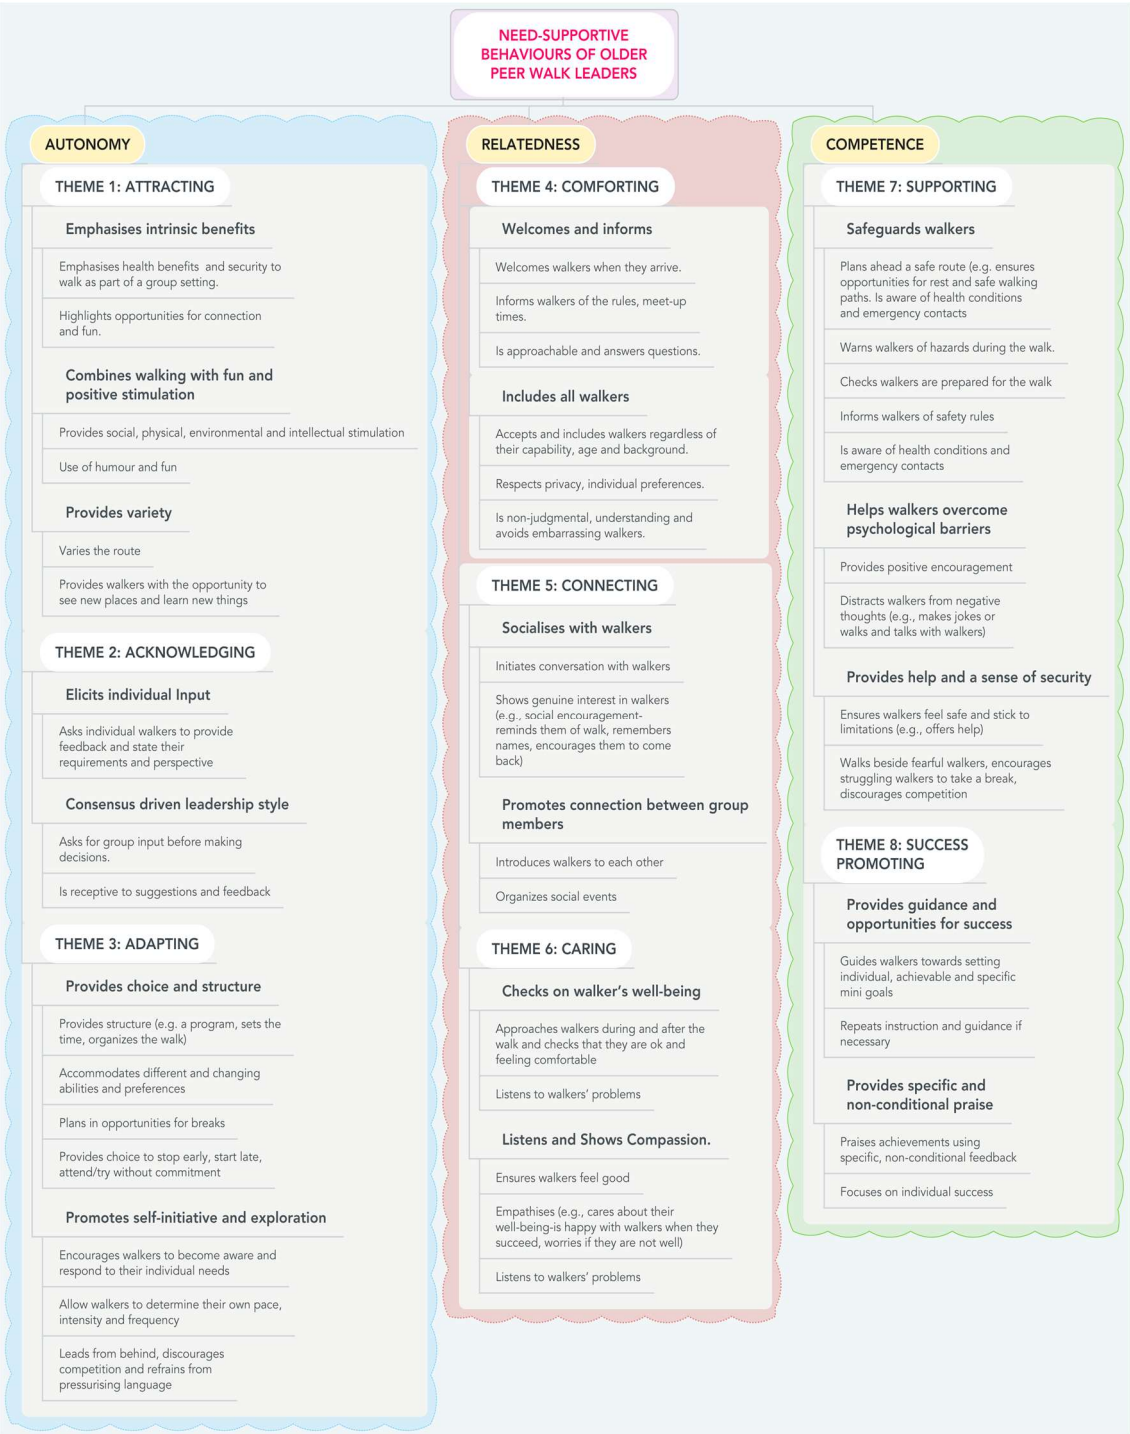 NEED-SUPPORTIVE
BEHAVIOURS OF OLDER
PEER WALK LEADERS
AUTONOMY
THEME 1: ATTRACTING
Emphasises intrinsic benefits
Emphasises health benefits and security to
walk as part of a group setting.
Highlights opportunities for connection
and fun.
Combines walking with fun and
positive stimulation
Provides social, physical, environmental and intellectual stimulation
Use of humour and fun
Provides variety
Varies the route
Provides walkers with the opportunity to
see new places and learn new things
THEME 2: ACKNOWLEDGING
Elicits individual Input
Asks individual walkers to provide
feedback and state their
requirements and perspective
Consensus driven leadership style
Asks for group input before making
decisions.
Is receptive to suggestions and feedback
THEME 3: ADAPTING
Provides choice and structure
Provides structure (e.g. a program, sets the
time, organizes the walk)
Accommodates different and changing
abilities and preferences
Plans in opportunities for breaks
Provides choice to stop early, start late,
attend/try without commitment
Promotes self-initiative and exploration
Encourages walkers to become aware and
respond to their individual needs
Allow walkers to determine their own pace,
intensity and frequency
Leads from behind, discourages
competition and refrains from
pressurising language
RELATEDNESS
THEME 4: COMFORTING
Welcomes and informs
Welcomes walkers when they arrive.
Informs walkers of the rules, meet-up
times.
Is approachable and answers questions.
Includes all walkers
Accepts and includes walkers regardless of
their capability, age and background.
Respects privacy, individual preferences.
Is non-judgmental, understanding and
avoids embarrassing walkers.
THEME 5: CONNECTING
Socialises with walkers
Initiates conversation with walkers
Shows genuine interest in walkers
(e.g., social encouragement-
reminds them of walk, remembers
names, encourages them to come
back)
Promotes connection between group
members
Introduces walkers to each other
Organizes social events
THEME 6: CARING
Checks on walker's well-being
Approaches walkers during and after the
walk and checks that they are ok and
feeling comfortable
Listens to walkers' problems
Listens and Shows Compassion.
Ensures walkers feel good
Empathises (e.g., cares about their
well-being-is happy with walkers when they
succeed, worries if they are not well)
Listens to walkers' problems
COMPETENCE
THEME 7: SUPPORTING
Safeguards walkers
Plans ahead a safe route (e.g. ensures
opportunities for rest and safe walking
paths. Is aware of health conditions
and emergency contacts
Warns walkers of hazards during the walk.
Checks walkers are prepared for the walk
Informs walkers of safety rules
Is aware of health conditions and
emergency contacts
Helps walkers overcome
psychological barriers
Provides positive encouragement
Distracts walkers from negative
thoughts (e.g., makes jokes or
walks and talks with walkers)
Provides help and a sense of security
Ensures walkers feel safe and stick to
limitations (e.g., offers help)
Walks beside fearful walkers, encourages
struggling walkers to take a break,
discourages competition
THEME 8: SUCCESS
PROMOTING
Provides guidance and
opportunities for success
Guides walkers towards setting
individual, achievable and specific
mini goals
Repeats instruction and guidance if
necessary
Provides specific and
non-conditional praise
Praises achievements using
specific, non-conditional feedback
Focuses on individual success